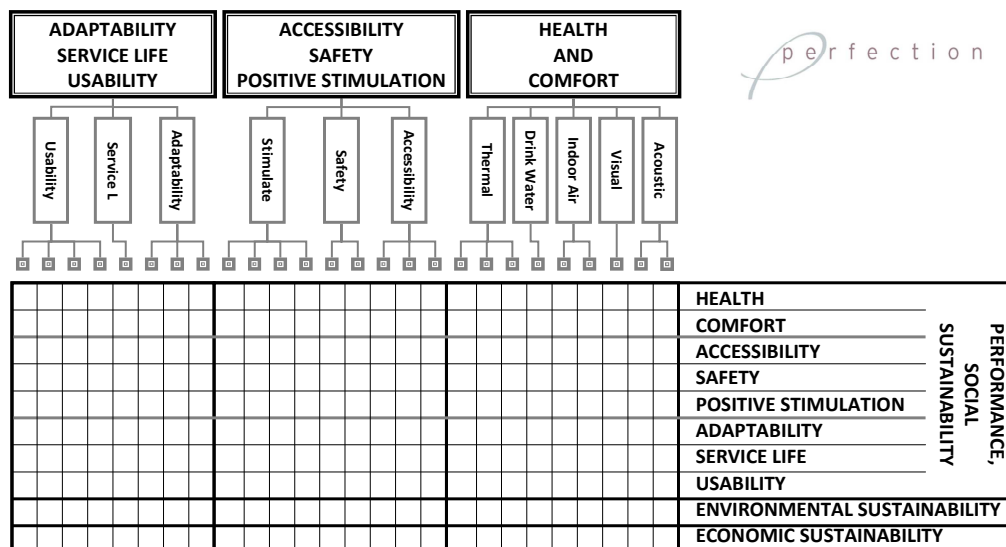 ADAPTABILITY
SERVICE LIFE
USABILITY
ACCESSIBILITY
SAFETY
POSITIVE STIMULATION
HEALTH
AND
COMFORT
perfection
Usability
Service L
Adaptability
Stimulate
Safety
Accessibility
Thermal
Drink Water
Indoor Air
Visual
Acoustic
HEALTH
COMFORT
ACCESSIBILITY
SAFETY
POSITIVE STIMULATION
ADAPTABILITY
SERVICE LIFE
USABILITY
PERFORMANCE,
SOCIAL
SUSTAINABILITY
ENVIRONMENTAL SUSTAINABILITY
ECONOMIC SUSTAINABILITY